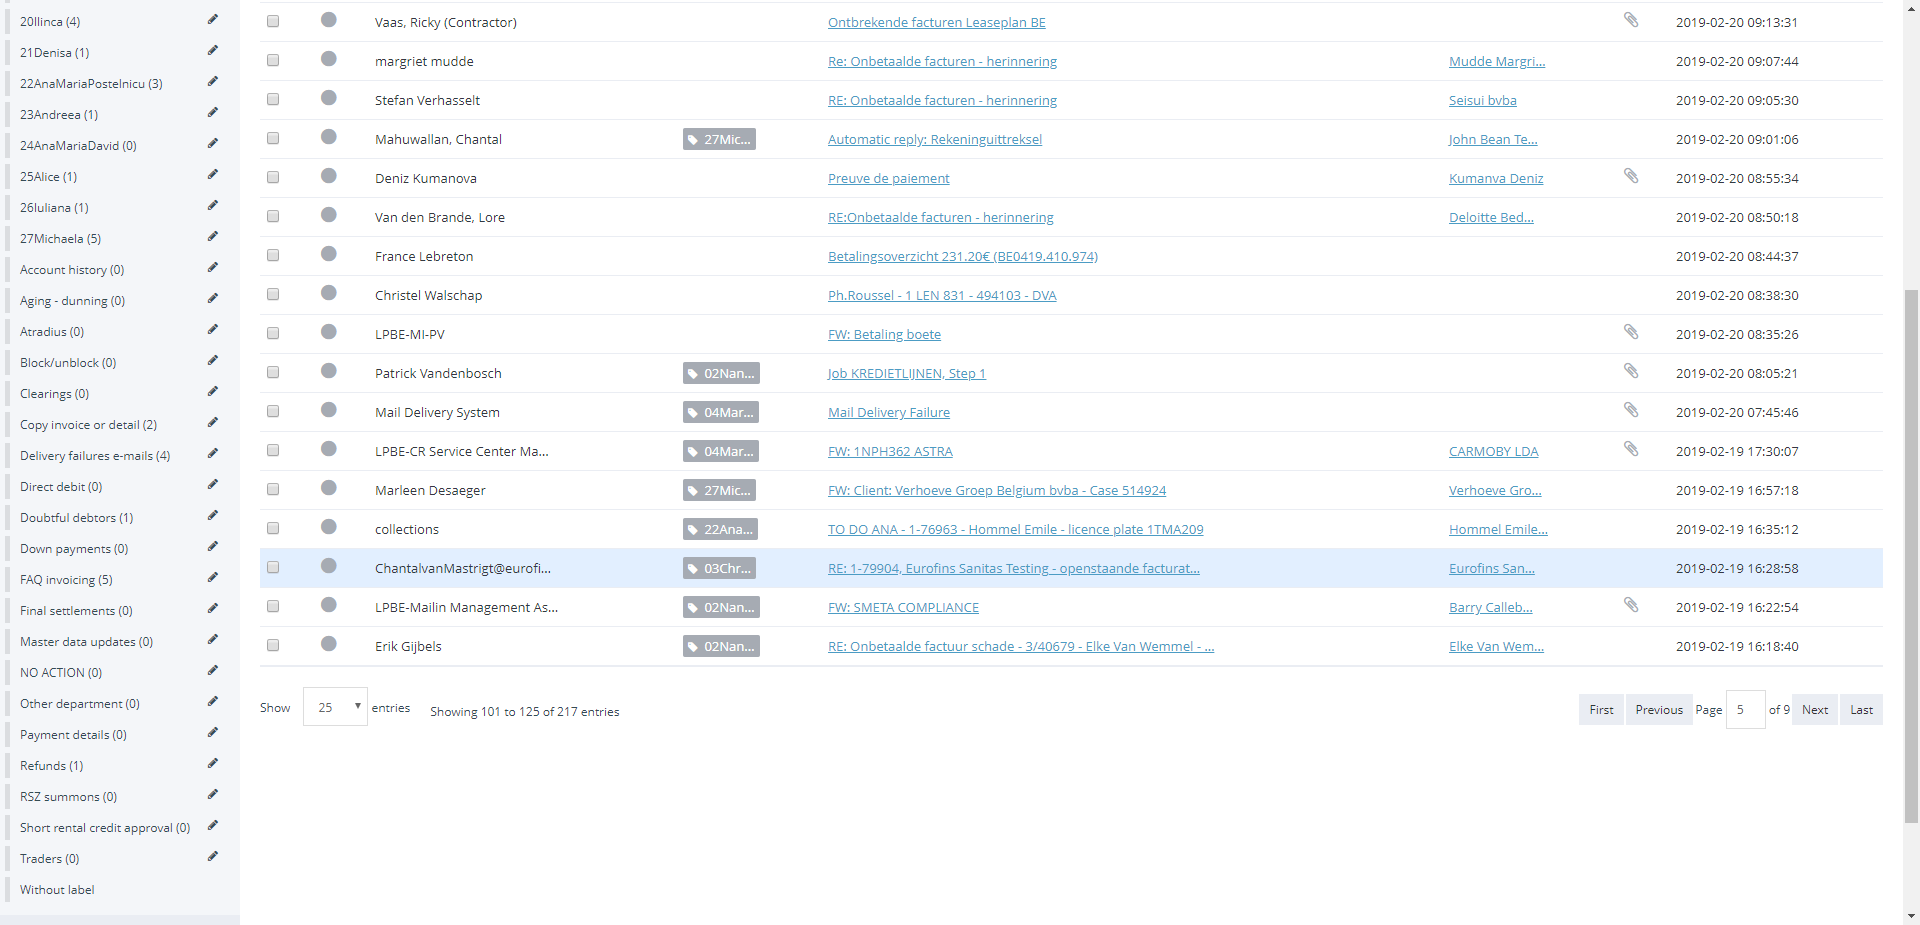 20Ilinca (4)
21Denisa (1)
22AnaMariaPostelnicu (3)
23Andreea (1)
24AnaMariaDavid (0)
25Alice (1)
26Iuliana (1)
27Michaela (5)
Account history (0)
Aging - dunning (0)
Atradius (0)
Block/unblock (0)
Clearings (0)
Copy invoice or detail (2)
Delivery failures e-mails (4)
Direct debit (0)
Doubtful debtors (1)
Down payments (0)
FAQ invoicing (5)
Final settlements (0)
Master data updates (0)
NO ACTION (0)
Other department (0)
Payment details (0)
Refunds (1)
RSZ summons (0)
Short rental credit approval (0)
Traders (0)
Without label
Vaas, Ricky (Contractor) Ontbrekende facturen Leaseplan BE 2019-02-20 09:13:31
margriet mudde Re: Onbetaalde facturen - herinnering Mudde Margri... 2019-02-20 09:07:44
Stefan Verhasselt RE: Onbetaalde facturen - herinnering Seisui bvba 2019-02-20 09:05:30
Mahuwallan, Chantal 27Mic... Automatic reply: Rekeninguittreksel John Bean Te... 2019-02-20 09:01:06
Deniz Kumanova Preuve de paiement Kumanva Deniz 2019-02-20 08:55:34
Van den Brande, Lore RE:Onbetaalde facturen - herinnering Deloitte Bed... 2019-02-20 08:50:18
France Lebreton Betalingsoverzicht 231.20€ (BE0419.410.974) 2019-02-20 08:44:37
Christel Walschap Ph.Roussel - 1 LEN 831 - 494103 - DVA 2019-02-20 08:38:30
LPBE-MI-PV FW: Betaling boete 2019-02-20 08:35:26
Patrick Vandenbosch 02Nan... Job KREDIETLIJNEN, Step 1 2019-02-20 08:05:21
Mail Delivery System 04Mar... Mail Delivery Failure 2019-02-20 07:45:46
LPBE-CR Service Center Ma... 04Mar... FW: 1NPH362 ASTRA CARMOBY LDA 2019-02-19 17:30:07
Marleen Desaeger 27Mic... FW: Client: Verhoeve Groep Belgium bvba - Case 514924 Verhoeve Gro... 2019-02-19 16:57:18
collections 22Ana... TO DO ANA - 1-76963 - Hommel Emile - licence plate 1TMA209 Hommel Emile... 2019-02-19 16:35:12
ChantalvanMastrigt@eurofi... 03Chr... RE: 1-79904, Eurofins Sanitas Testing - openstaande facturat... Eurofins San... 2019-02-19 16:28:58
LPBE-Mailin Management As... 02Nan... FW: SMETA COMPLIANCE Barry Calleb... 2019-02-19 16:22:54
Erik Gijbels 02Nan... RE: Onbetaalde factuur schade - 3/40679 - Elke Van Wemmel - ... Elke Van Wem... 2019-02-19 16:18:40
Show 25 entries Showing 101 to 125 of 217 entries First Previous Page 5 of 9 Next Last